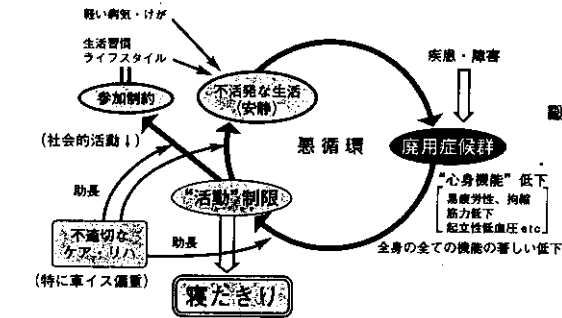 軽い病気・けが
生活習慣
ライフスタイル
疾患・障害
参加制約
不活発な生活
(安静)
(社会的活動↓)
悪循環
廃用症候群
"心身機能"低下
易疲労性、拘縮
筋力低下
起立性低血圧etc
全身の全ての機能の著しい低下
助長
"活動"制限
不適切な
ケア・リハ
助長
(特に車イス偏重)
寝たきり